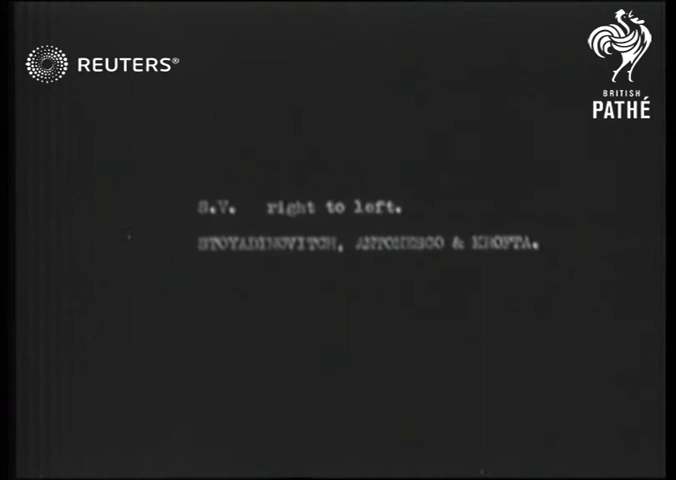 REUTERS®
BRITISH
PATHÉ
S.V. right to left.
STOYADINOVITCH, ANTONESCO & KROFTA.